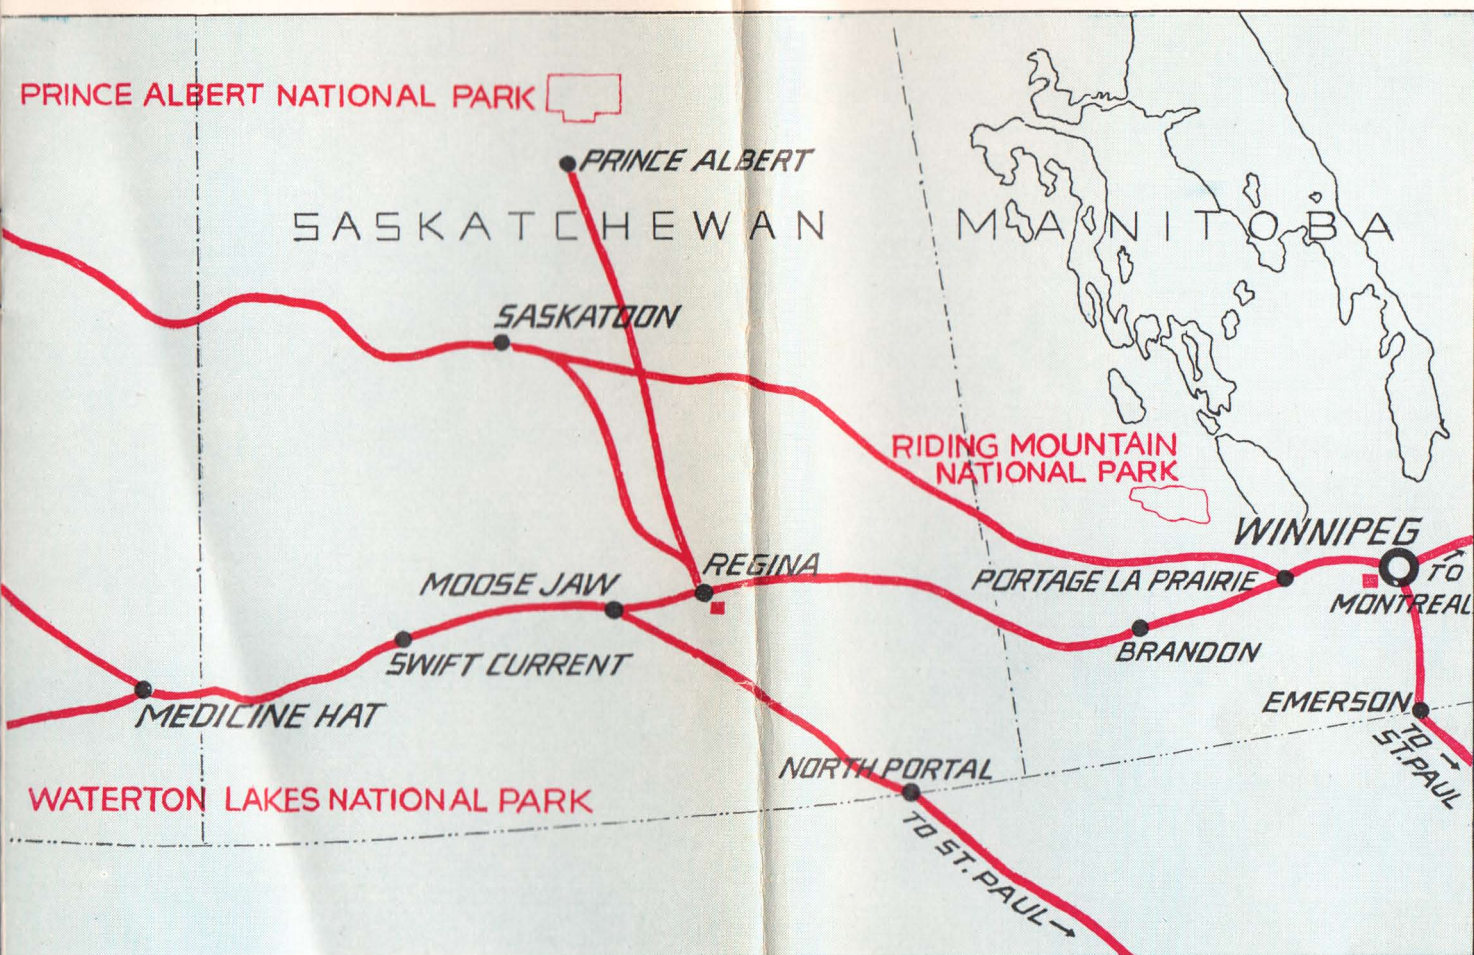 PRINCE ALBERT NATIONAL PARK
PRINCE ALBERT
SASKATCHEWAN
MANITOBA
SASKATOON
RIDING MOUNTAIN
NATIONAL PARK
WINNIPEG
REGINA
MOOSE JAW
PORTAGE LA PRAIRIE
TO
MONTREAL
BRANDON
SWIFT CURRENT
EMERSON
MEDICINE HAT
TO
ST. PAUL
NORTH PORTAL
WATERTON LAKES NATIONAL PARK
TO ST. PAUL